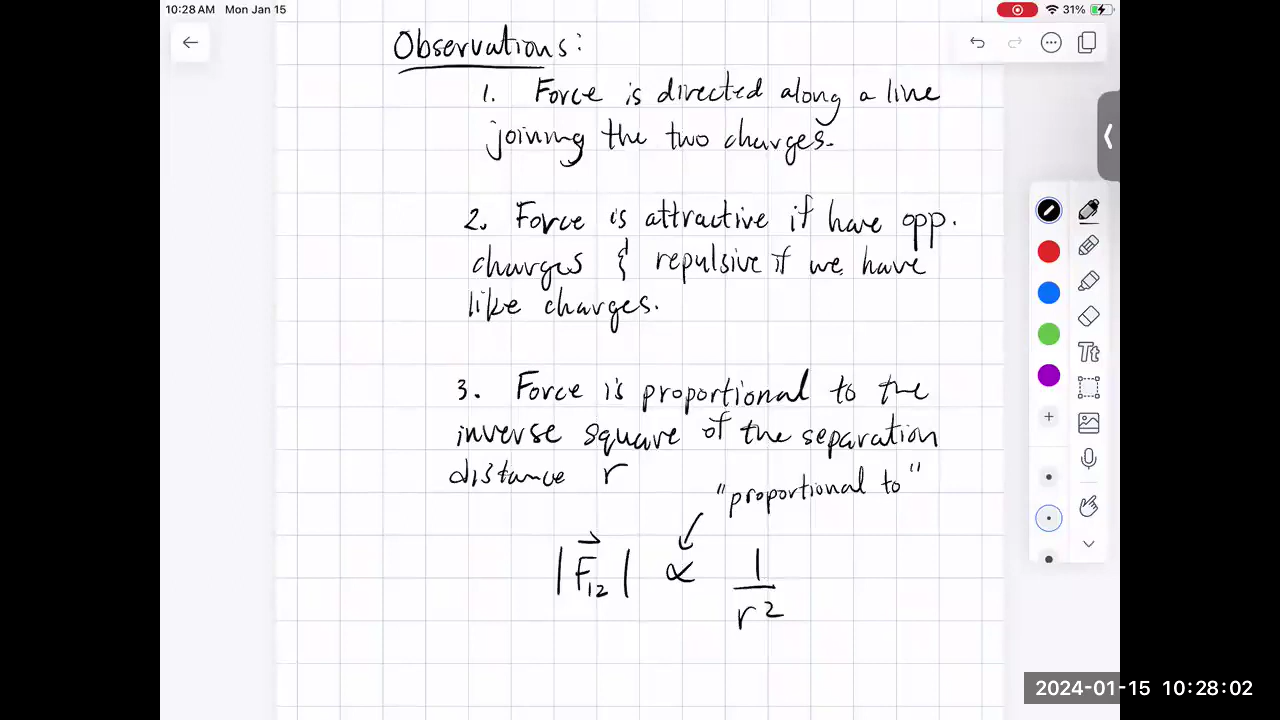 10:28 AM Mon Jan 15
31%
Observations:
1. Force is directed along a line
joining the two charges.
2. Force is attractive if have opp.
charges & repulsive if we have
like charges.
3. Force is proportional to the
inverse square of the separation
distance r
"proportional to"
|F⃗₁₂| ∝ 1/r²
Tt
2024-01-15 10:28:02